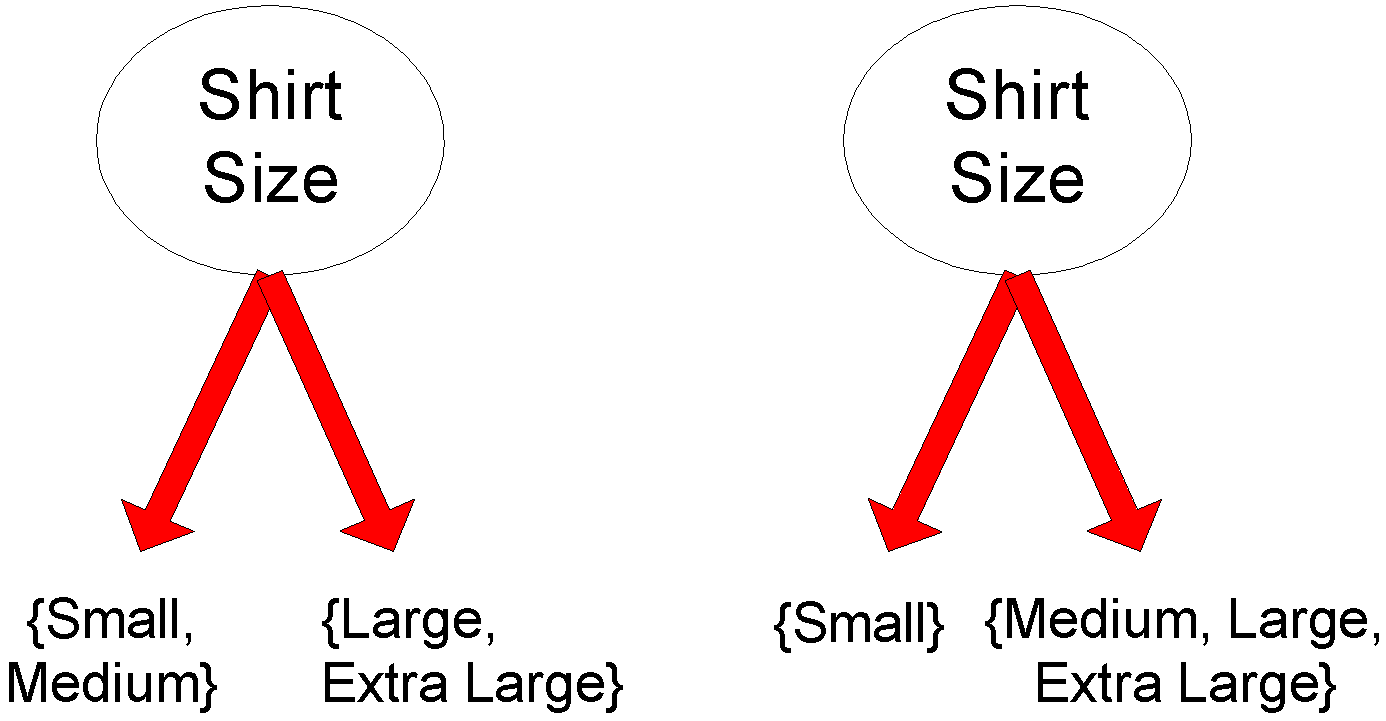 Shirt
Size
{Small,
Medium}
{Large,
Extra Large}
Shirt
Size
{Small}
{Medium, Large,
Extra Large}